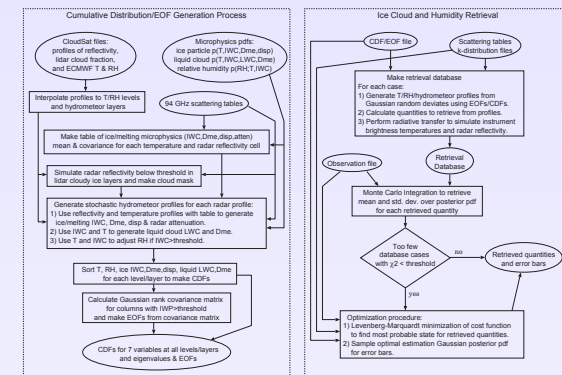 Cumulative Distribution/EOF Generation Process
CloudSat files:
profiles of reflectivity,
lidar cloud fraction,
and ECMWF T & RH
Microphysics pdfs:
ice particle p(T,IWC,Dme,disp)
liquid cloud p(T,IWC,LWC,Dme)
relative humidity p(RH;T,IWC)
Interpolate profiles to T/RH levels
and hydrometeor layers
94 GHz scattering tables
Make table of ice/melting microphysics (IWC,Dme,disp,atten)
mean & covariance for each temperature and radar reflectivity cell
Simulate radar reflectivity below threshold in
lidar cloudy ice layers and make cloud mask
Generate stochastic hydrometeor profiles for each radar profile:
1) Use reflectivity and temperature profiles with table to generate
ice/melting IWC, Dme, disp & radar attenuation.
2) Use IWC and T to generate liquid cloud LWC and Dme.
3) Use T and IWC to adjust RH if IWC>threshold.
Sort T, RH, ice IWC,Dme,disp, liquid LWC,Dme
for each level/layer to make CDFs
Calculate Gaussian rank covariance matrix
for columns with IWP>threshold
and make EOFs from covariance matrix
CDFs for 7 variables at all levels/layers
and eigenvalues & EOFs
Ice Cloud and Humidity Retrieval
CDF/EOF file
Scattering tables
k-distribution files
Make retrieval database
For each case:
1) Generate T/RH/hydrometeor profiles from
Gaussian random deviates using EOFs/CDFs.
2) Calculate quantities to retrieve from profiles.
3) Perform radiative transfer to simulate instrument
brightness temperatures and radar reflectivity.
Observation file
Retrieval
Database
Monte Carlo Integration to retrieve
mean and std. dev. over posterior pdf
for each retrieved quantity
Too few
database cases
with χ2 < threshold
no
Retrieved quantities
and error bars
yes
Optimization procedure:
1) Levenberg-Marquardt minimization of cost function
to find most probable state for retrieved quantities.
2) Sample optimal estimation Gaussian posterior pdf
for error bars.